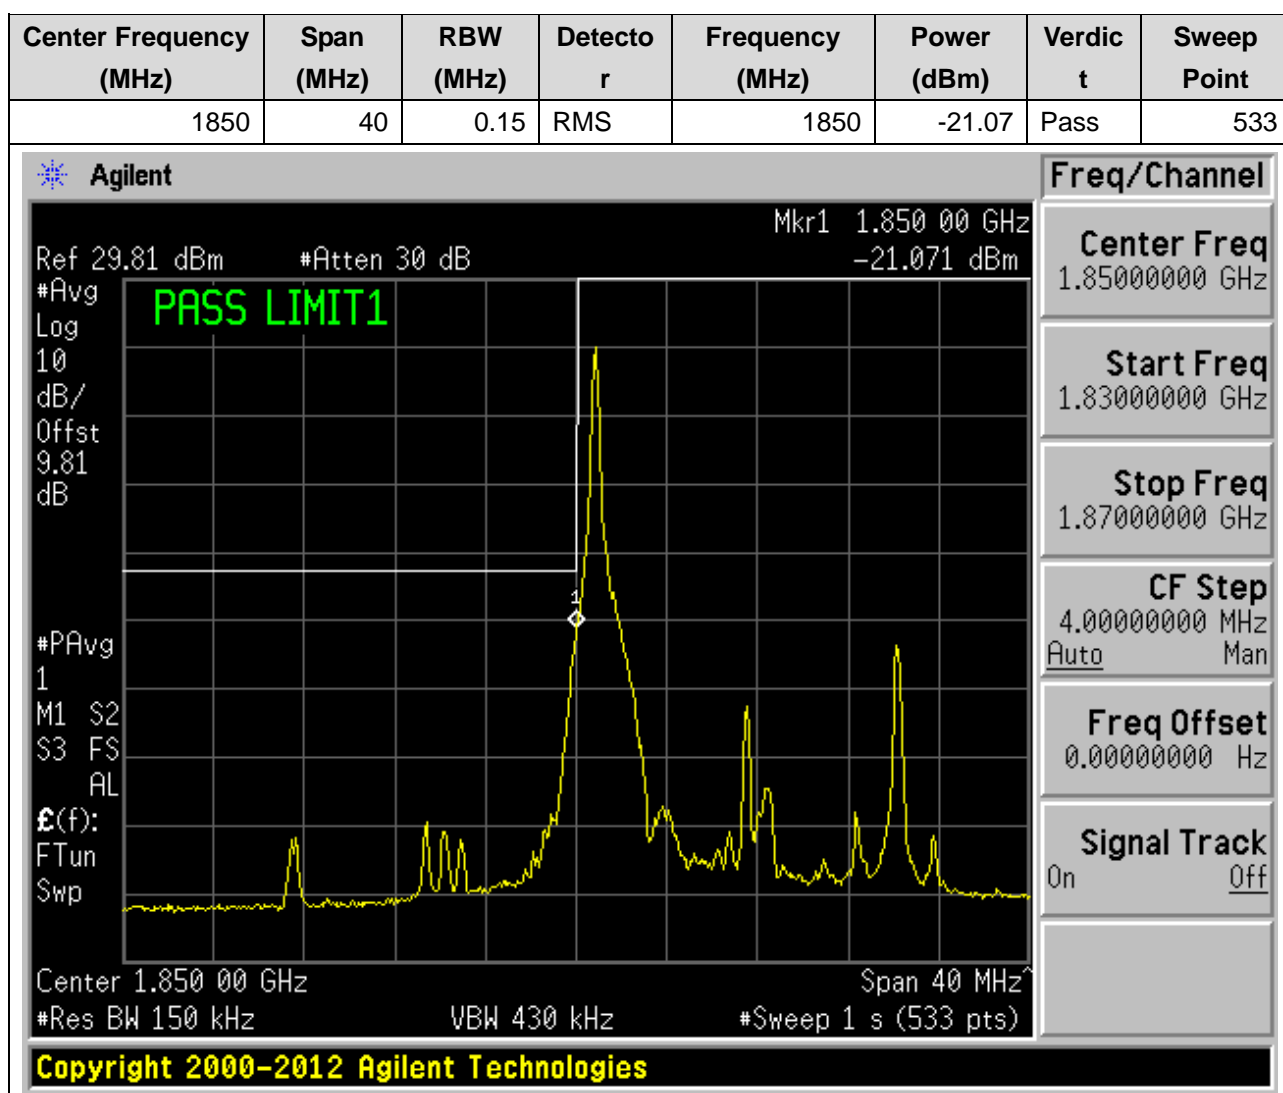 Center Frequency (MHz) Span (MHz) RBW (MHz) Detector Frequency (MHz) Power (dBm) Verdict Sweep Point
1850 40 0.15 RMS 1850 -21.07 Pass 533
Agilent
Freq/Channel
Mkr1 1.850 00 GHz
Ref 29.81 dBm #Atten 30 dB -21.071 dBm
#Avg
Log
10
dB/
Offst
9.81
dB
PASS LIMIT1
1
#PAvg
1
M1 S2
S3 FS
AL
£(f):
FTun
Swp
Center 1.850 00 GHz Span 40 MHz^
#Res BW 150 kHz VBW 430 kHz #Sweep 1 s (533 pts)
Center Freq
1.85000000 GHz
Start Freq
1.83000000 GHz
Stop Freq
1.87000000 GHz
CF Step
4.00000000 MHz
Auto Man
Freq Offset
0.00000000 Hz
Signal Track
On Off
Copyright 2000-2012 Agilent Technologies